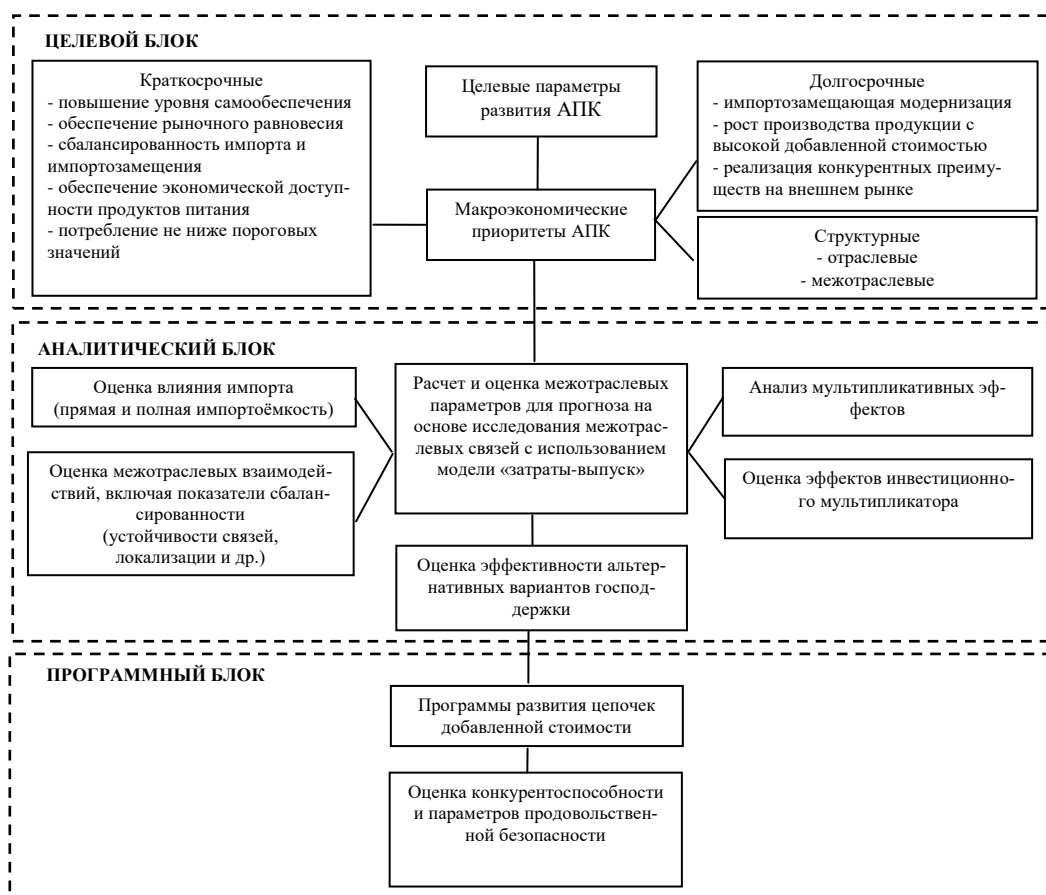 ЦЕЛЕВОЙ БЛОК
Краткосрочные
- повышение уровня самообеспечения
- обеспечение рыночного равновесия
- сбалансированность импорта и
импортозамещения
- обеспечение экономической доступ-
ности продуктов питания
- потребление не ниже пороговых
значений
Целевые параметры
развития АПК
Макроэкономические
приоритеты АПК
Долгосрочные
- импортозамещающая модернизация
- рост производства продукции с
высокой добавленной стоимостью
- реализация конкурентных преиму-
ществ на внешнем рынке
Структурные
- отраслевые
- межотраслевые
АНАЛИТИЧЕСКИЙ БЛОК
Оценка влияния импорта
(прямая и полная импортоёмкость)
Оценка межотраслевых взаимодей-
ствий, включая показатели сбалан-
сированности
(устойчивости связей,
локализации и др.)
Расчет и оценка межотраслевых
параметров для прогноза на
основе исследования межотрас-
левых связей с использованием
модели «затраты-выпуск»
Анализ мультипликативных эф-
фектов
Оценка эффектов инвестиционно-
го мультипликатора
Оценка эффективности альтер-
нативных вариантов господ-
держки
ПРОГРАММНЫЙ БЛОК
Программы развития цепочек
добавленной стоимости
Оценка конкурентоспособности
и параметров продовольствен-
ной безопасности